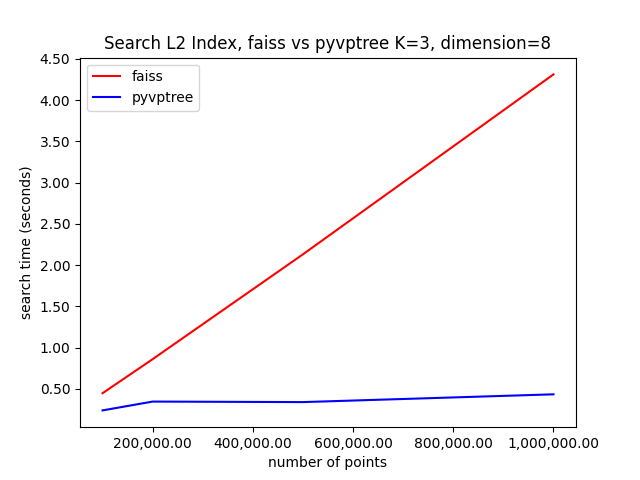 Search L2 Index, faiss vs pyvptree K=3, dimension=8
faiss
pyvptree
search time (seconds)
4.50
4.00
3.50
3.00
2.50
2.00
1.50
1.00
0.50
200,000.00 400,000.00 600,000.00 800,000.00 1,000,000.00
number of points